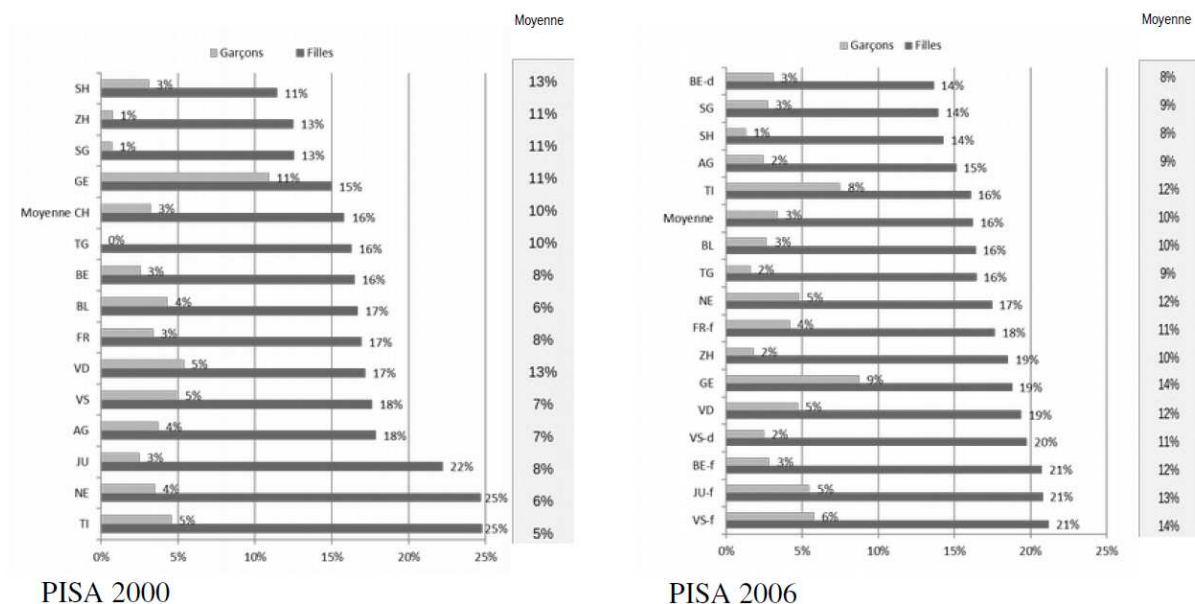 Moyenne
Garçons Filles
SH 3% 11% 13%
ZH 1% 13% 11%
SG 1% 13% 11%
GE 11% 15% 11%
Moyenne CH 3% 16% 10%
TG 0% 16% 10%
BE 3% 16% 8%
BL 4% 17% 6%
FR 3% 17% 8%
VD 5% 17% 13%
VS 5% 18% 7%
AG 4% 18% 7%
JU 3% 22% 8%
NE 4% 25% 6%
TI 5% 25% 5%
0% 5% 10% 15% 20% 25%
PISA 2000
Moyenne
Garçons Filles
BE-d 3% 14% 8%
SG 3% 14% 9%
SH 1% 14% 8%
AG 2% 15% 9%
TI 8% 16% 12%
Moyenne 3% 16% 10%
BL 3% 16% 10%
TG 2% 16% 9%
NE 5% 17% 12%
FR-f 4% 18% 11%
ZH 2% 19% 10%
GE 9% 19% 14%
VD 5% 19% 12%
VS-d 2% 20% 11%
BE-f 3% 21% 12%
JU-f 5% 21% 13%
VS-f 6% 21% 14%
0% 5% 10% 15% 20% 25%
PISA 2006